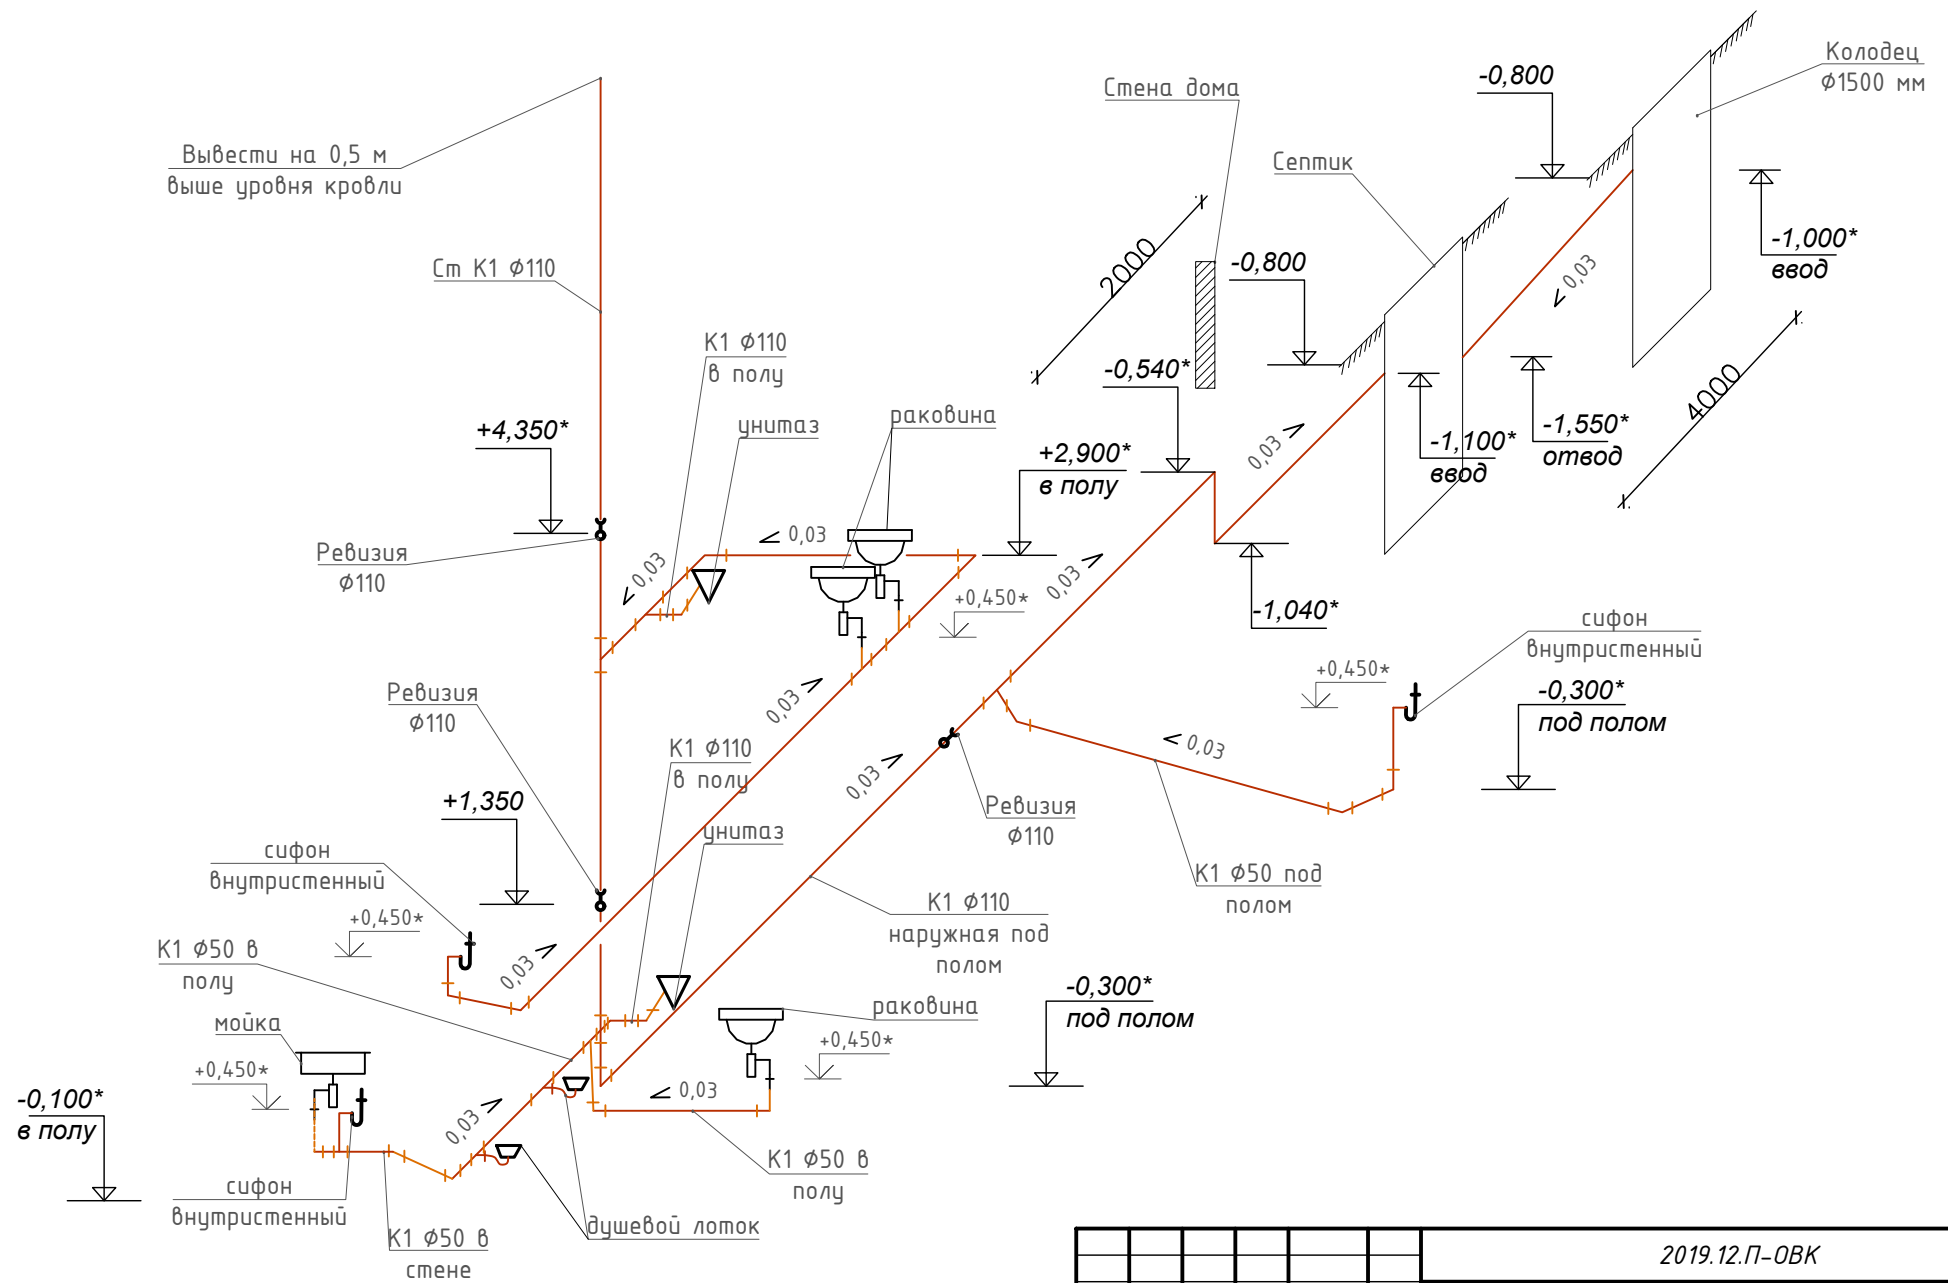 Колодец
Ф1500 мм
-0,800
Стена дома
Септик
Вывести на 0,5 м
выше уровня кровли
-1,000*
ввод
2000
-0,800
0,03
Ст К1 Ф110
К1 Ф110
в полу
-0,540*
4000
раковина
унитаз
+4,350*
-1,550*
отвод
-1,100*
ввод
0,03
+2,900*
в полу
0,03
Ревизия
Ф110
0,03
0,03
+0,450*
-1,040*
сифон
внутристенный
+0,450*
-0,300*
под полом
Ревизия
Ф110
0,03
К1 Ф110
в полу
0,03
0,03
+1,350
Ревизия
Ф110
унитаз
сифон
внутристенный
К1 Ф50 под
полом
К1 Ф110
наружная под
полом
+0,450*
К1 Ф50 в
полу
0,03
-0,300*
под полом
раковина
мойка
+0,450*
+0,450*
-0,100*
в полу
0,03
0,03
К1 Ф50 в
полу
сифон
внутристенный
душевой лоток
К1 Ф50 в
стене
2019.12.П-ОВК